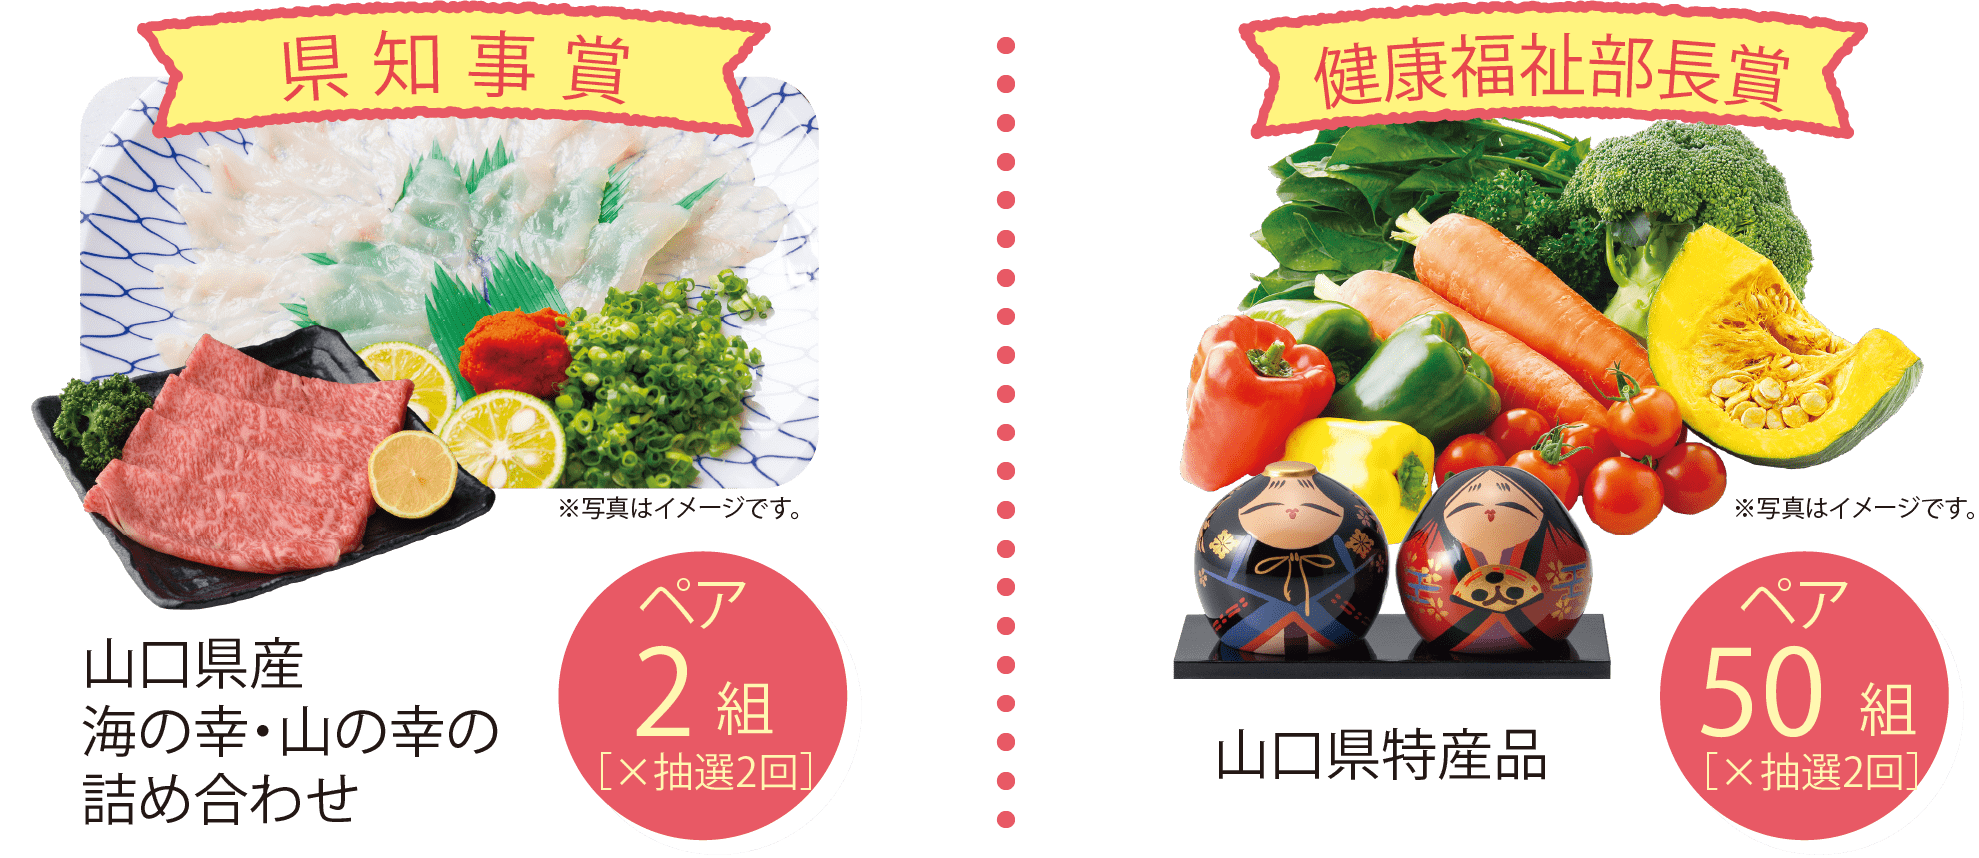 県知事賞
※写真はイメージです。
山口県産
海の幸・山の幸の
詰め合わせ
ペア
2組
［×抽選2回］
健康福祉部長賞
※写真はイメージです。
山口県特産品
ペア
50組
［×抽選2回］